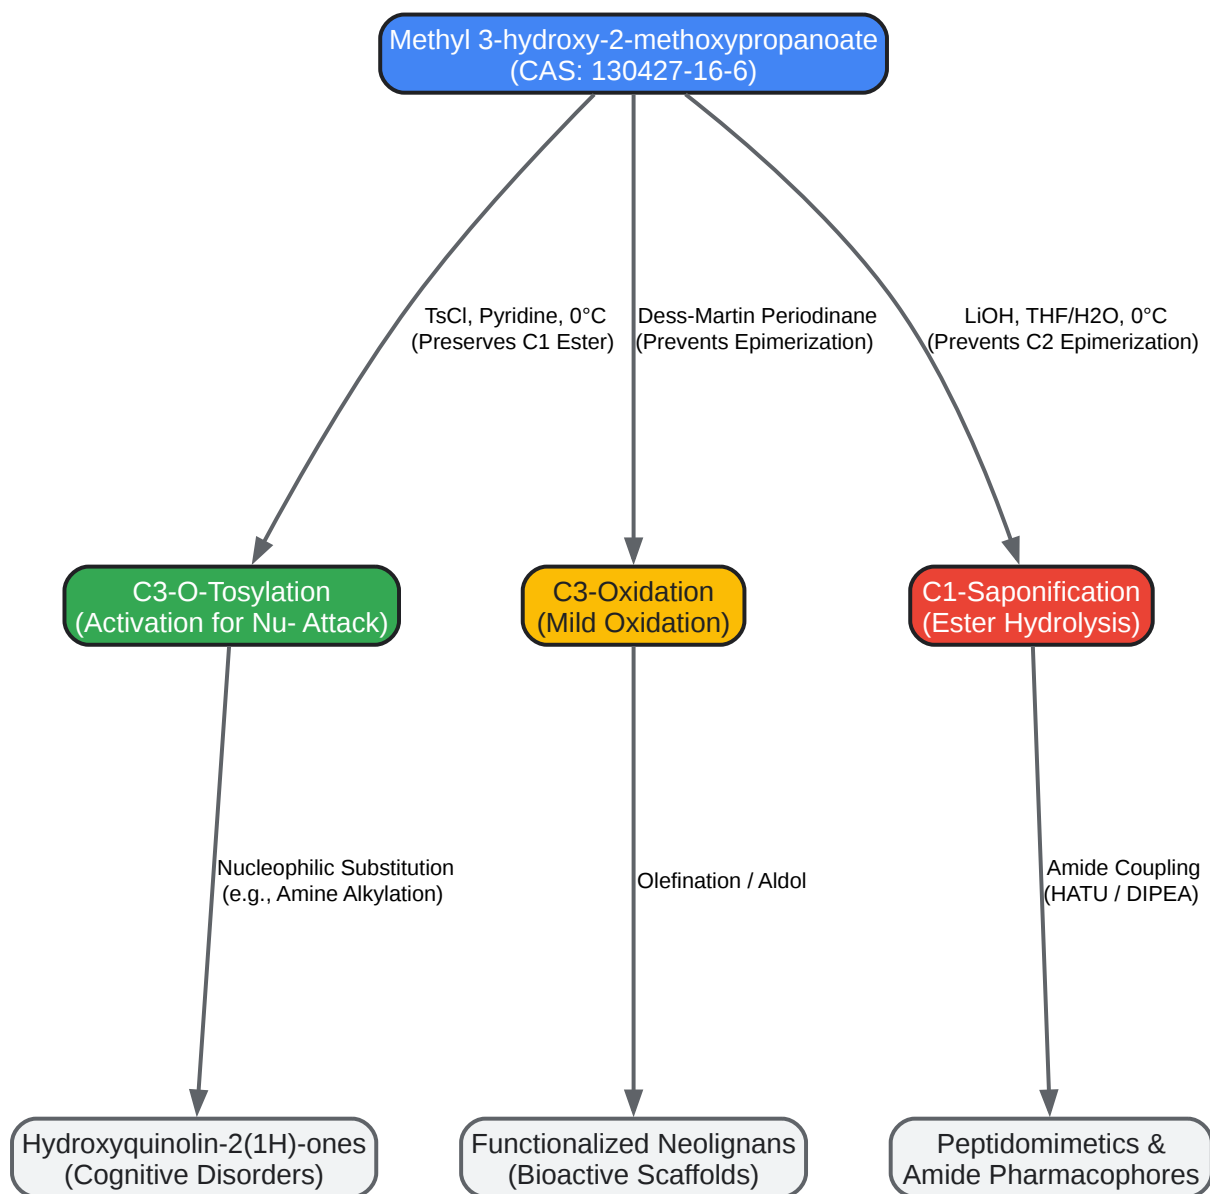 Methyl 3-hydroxy-2-methoxypropanoate
(CAS: 130427-16-6)
TsCl, Pyridine, 0°C
(Preserves C1 Ester)
Dess-Martin Periodinane
(Prevents Epimerization)
LiOH, THF/H2O, 0°C
(Prevents C2 Epimerization)
C3-O-Tosylation
(Activation for Nu- Attack)
C3-Oxidation
(Mild Oxidation)
C1-Saponification
(Ester Hydrolysis)
Nucleophilic Substitution
(e.g., Amine Alkylation)
Olefination / Aldol
Amide Coupling
(HATU / DIPEA)
Hydroxyquinolin-2(1H)-ones
(Cognitive Disorders)
Functionalized Neolignans
(Bioactive Scaffolds)
Peptidomimetics &
Amide Pharmacophores